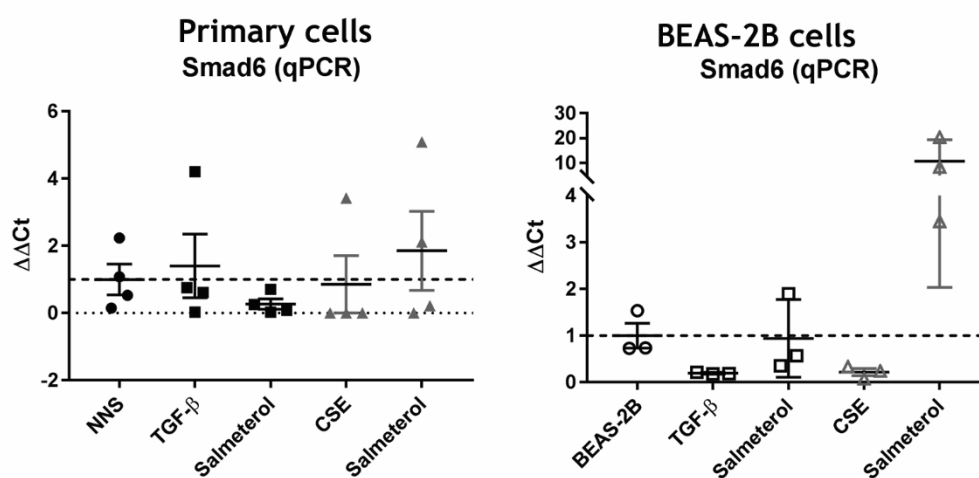 Primary cells
Smad6 (qPCR)
6
4
2
0
-2
ΔΔCt
NNS
TGF-β
Salmeterol
CSE
Salmeterol
BEAS-2B cells
Smad6 (qPCR)
30
20
10
4
3
2
1
0
ΔΔCt
BEAS-2B
TGF-β
Salmeterol
CSE
Salmeterol